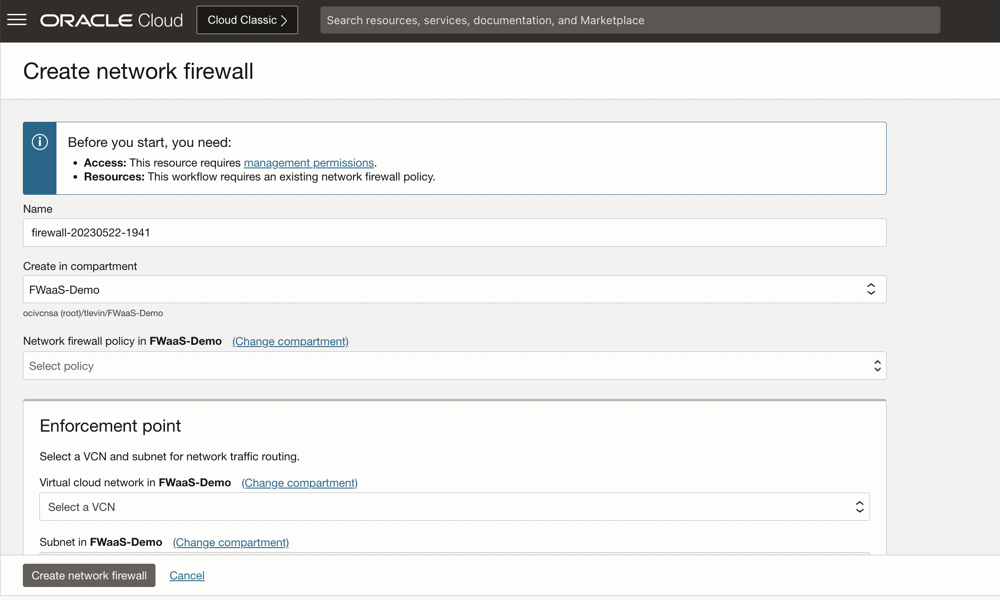 ORACLE Cloud Cloud Classic Search resources, services, documentation, and Marketplace
Create network firewall
Before you start, you need:
• Access: This resource requires management permissions.
• Resources: This workflow requires an existing network firewall policy.
Name
firewall-20230522-1941
Create in compartment
FWaaS-Demo
ocivcnsa (root)/tlevin/FWaaS-Demo
Network firewall policy in FWaaS-Demo (Change compartment)
Select policy
Enforcement point
Select a VCN and subnet for network traffic routing.
Virtual cloud network in FWaaS-Demo (Change compartment)
Select a VCN
Subnet in FWaaS-Demo (Change compartment)
Create network firewall Cancel